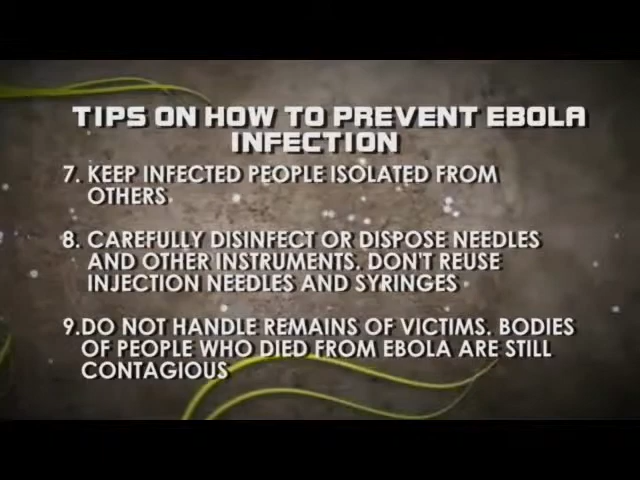 TIPS ON HOW TO PREVENT EBOLA
INFECTION
7. KEEP INFECTED PEOPLE ISOLATED FROM
OTHERS
8. CAREFULLY DISINFECT OR DISPOSE NEEDLES
AND OTHER INSTRUMENTS. DON'T REUSE
INJECTION NEEDLES AND SYRINGES
9.DO NOT HANDLE REMAINS OF VICTIMS. BODIES
OF PEOPLE WHO DIED FROM EBOLA ARE STILL
CONTAGIOUS